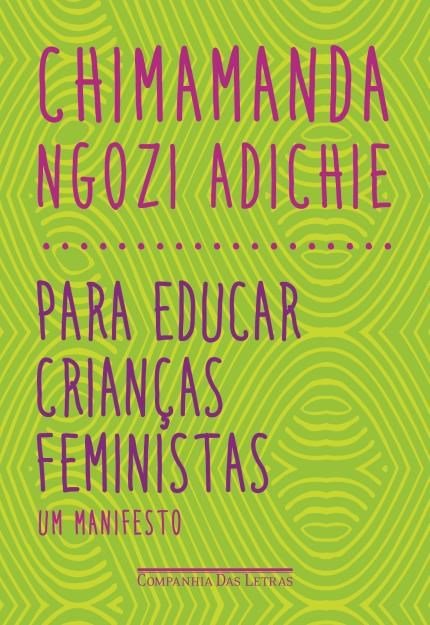 CHIMAMANDA
NGOZI ADICHIE
PARA EDUCAR
CRIANÇAS
FEMINISTAS
UM MANIFESTO
COMPANHIA DAS LETRAS